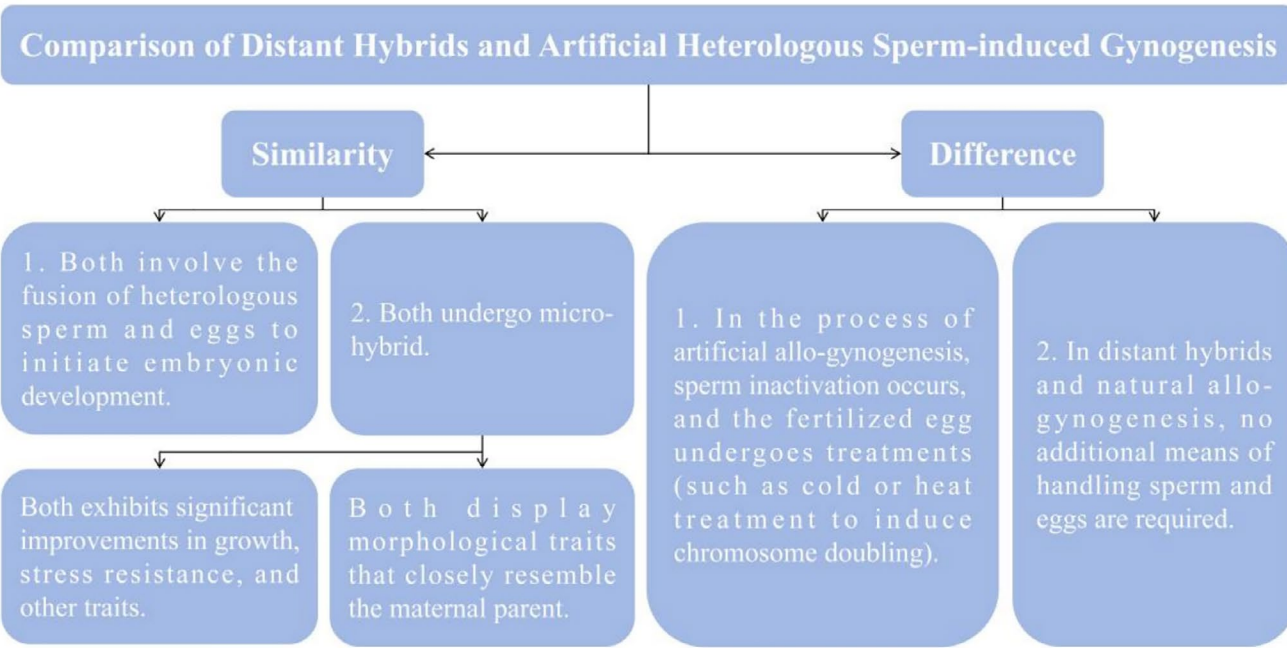 Comparison of Distant Hybrids and Artificial Heterologous Sperm-induced Gynogenesis
Similarity
Difference
1. Both involve the
fusion of heterologous
sperm and eggs to
initiate embryonic
development.
2. Both undergo micro-
hybrid.
1. In the process of
artificial allo-gynogenesis,
sperm inactivation occurs,
and the fertilized egg
undergoes treatments
(such as cold or heat
treatment to induce
chromosome doubling).
2. In distant hybrids
and natural allo-
gynogenesis, no
additional means of
handling sperm and
eggs are required.
Both exhibits significant
improvements in growth,
stress resistance, and
other traits.
Both display
morphological traits
that closely resemble
the maternal parent.